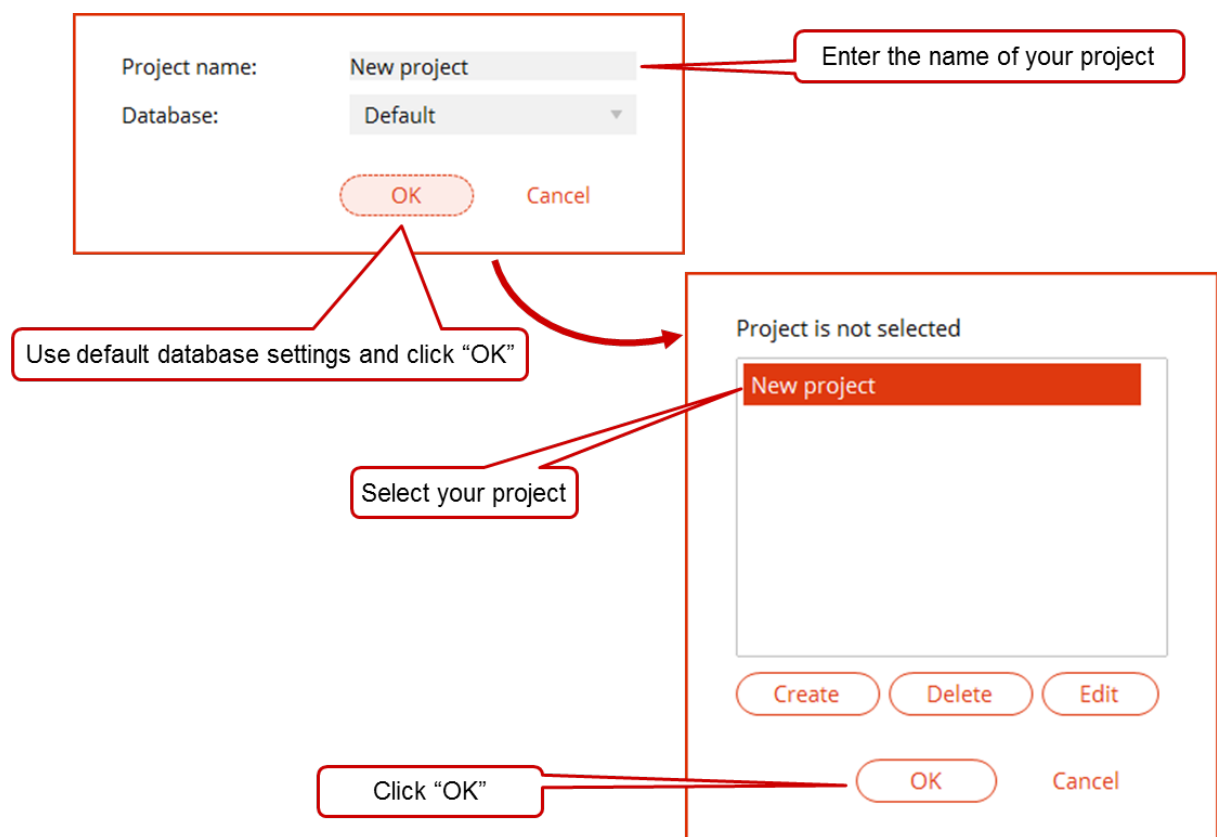 Project name:
New project
Enter the name of your project
Database:
Default
OK
Cancel
Use default database settings and click “OK”
Project is not selected
New project
Select your project
Create
Delete
Edit
Click “OK”
OK
Cancel